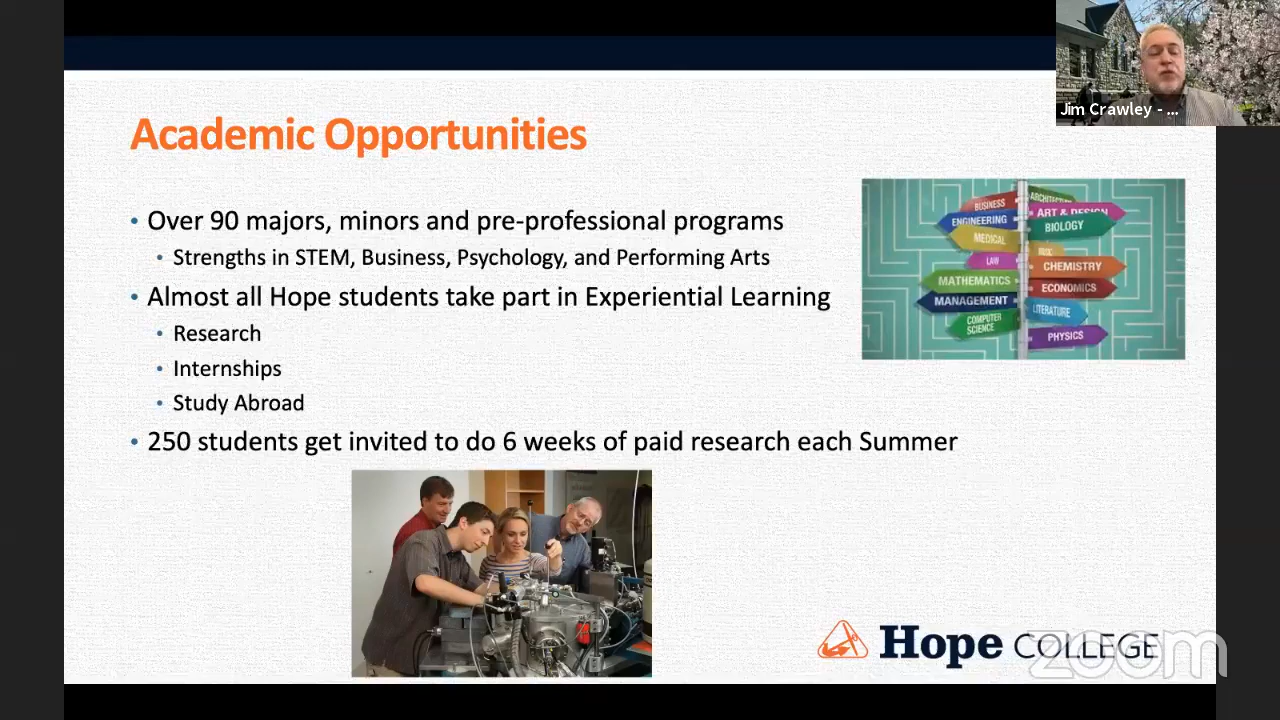 Jim Crawley - ...
Academic Opportunities
• Over 90 majors, minors and pre-professional programs
• Strengths in STEM, Business, Psychology, and Performing Arts
• Almost all Hope students take part in Experiential Learning
• Research
• Internships
• Study Abroad
• 250 students get invited to do 6 weeks of paid research each Summer
BUSINESS
ENGINEERING
MEDICAL
LAW
MATHEMATICS
MANAGEMENT
COMPUTER
SCIENCE
ARCHITECTURE
ART & DESIGN
BIOLOGY
CHEMISTRY
ECONOMICS
LITERATURE
PHYSICS
Hope COLLEGE
zoom